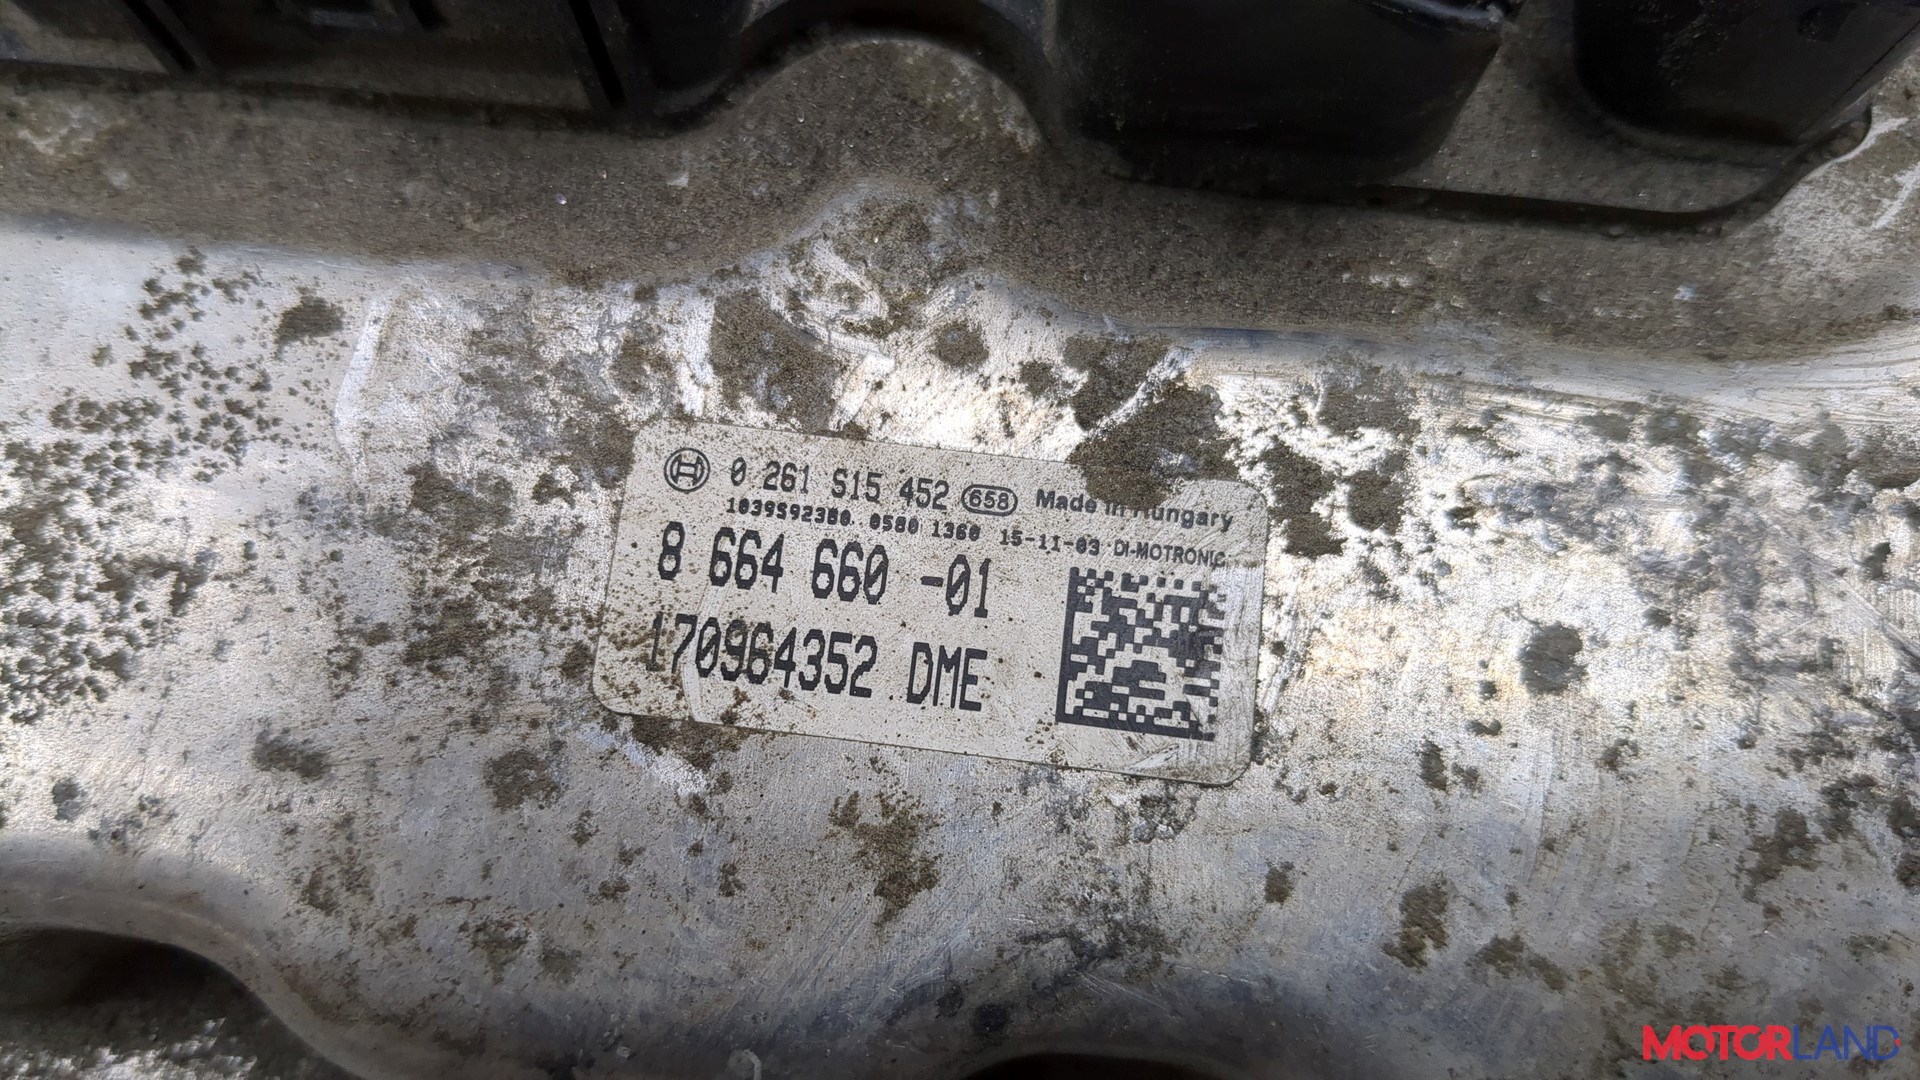 0 261 S15 452 658 Made in Hungary
1039S92380. 0580 1360 15-11-03 DI-MOTRONIC
8 664 660 -01
170964352 DME
MOTORLAND